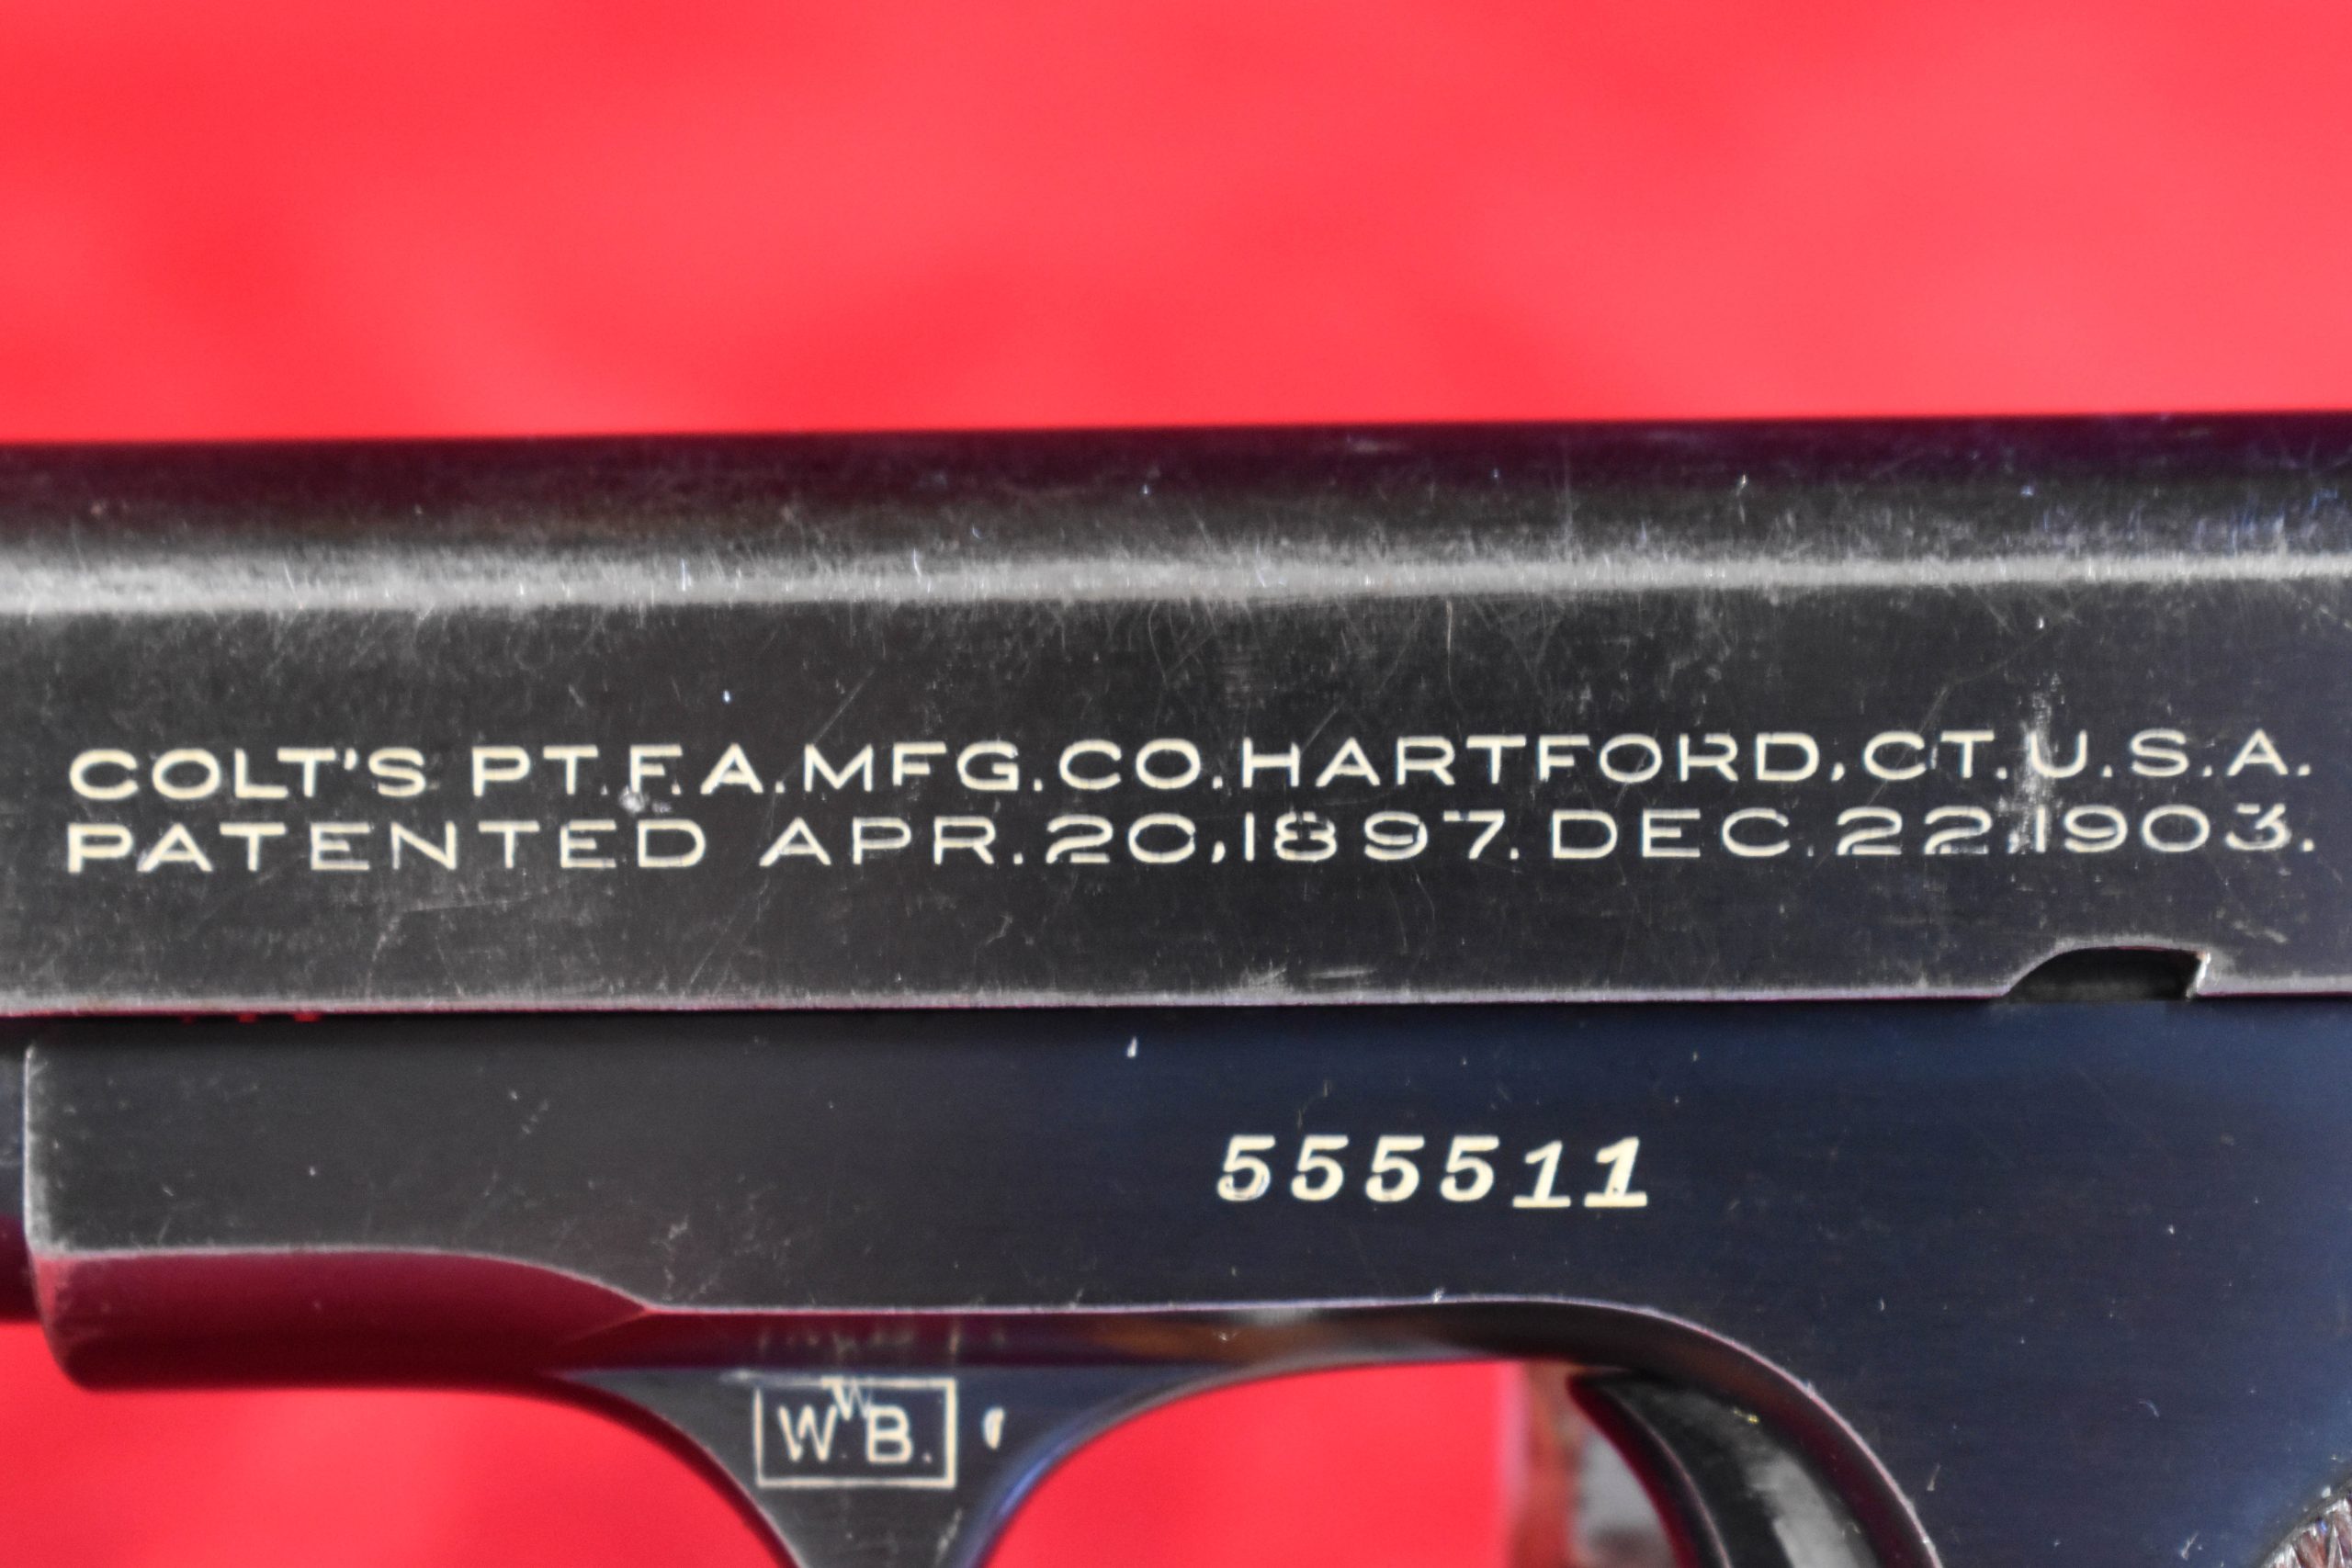 COLT'S PT.F.A.MFG.CO.HARTFORD,CT.U.S.A.
PATENTED APR.20,1897.DEC.22,1903.
555511
W
W.B.